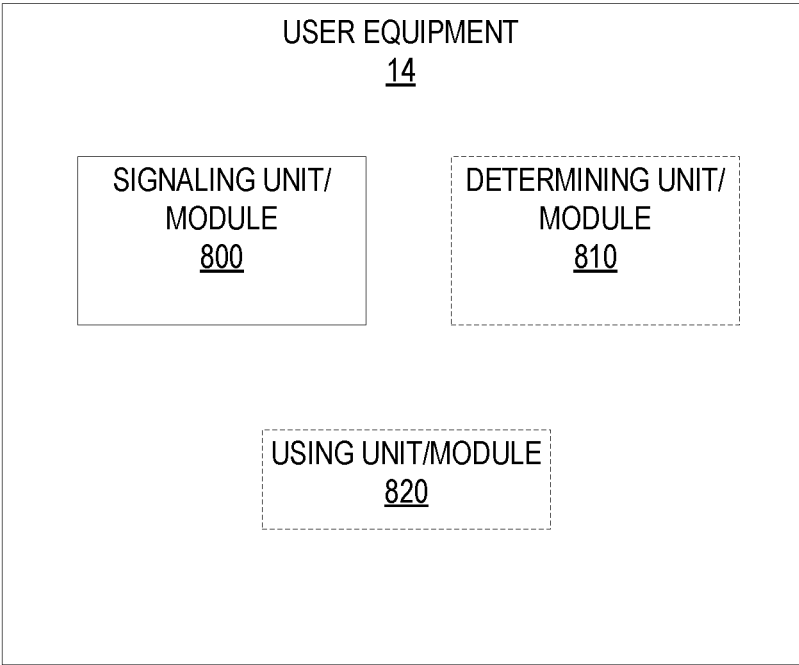 USER EQUIPMENT
14
SIGNALING UNIT/
MODULE
800
DETERMINING UNIT/
MODULE
810
USING UNIT/MODULE
820